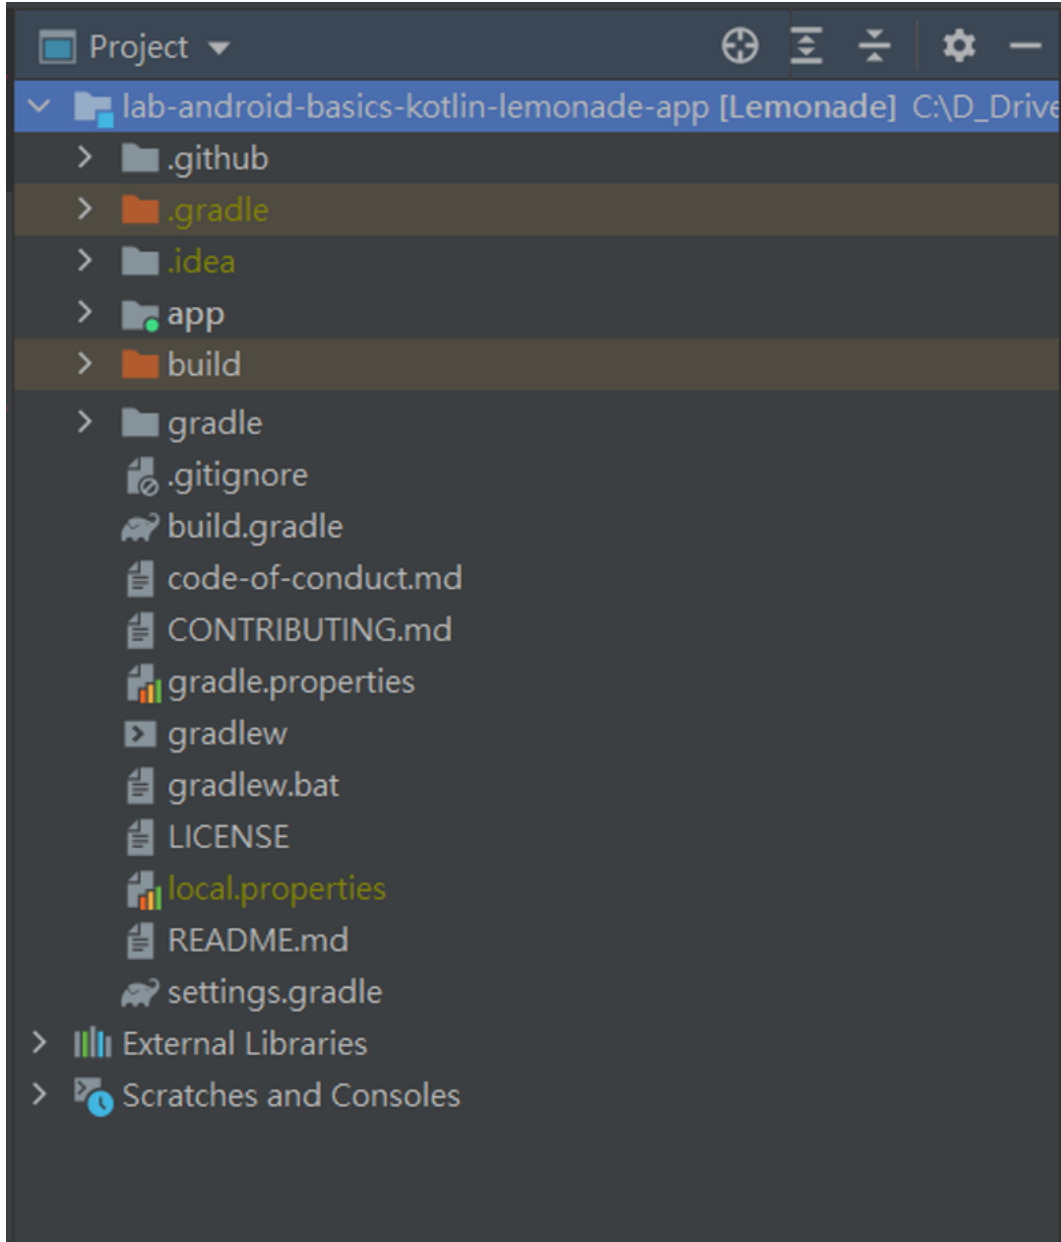 Project
lab-android-basics-kotlin-lemonade-app [Lemonade] C:\D_Drive
.github
.gradle
.idea
app
build
gradle
.gitignore
build.gradle
code-of-conduct.md
CONTRIBUTING.md
gradle.properties
gradlew
gradlew.bat
LICENSE
local.properties
README.md
settings.gradle
External Libraries
Scratches and Consoles